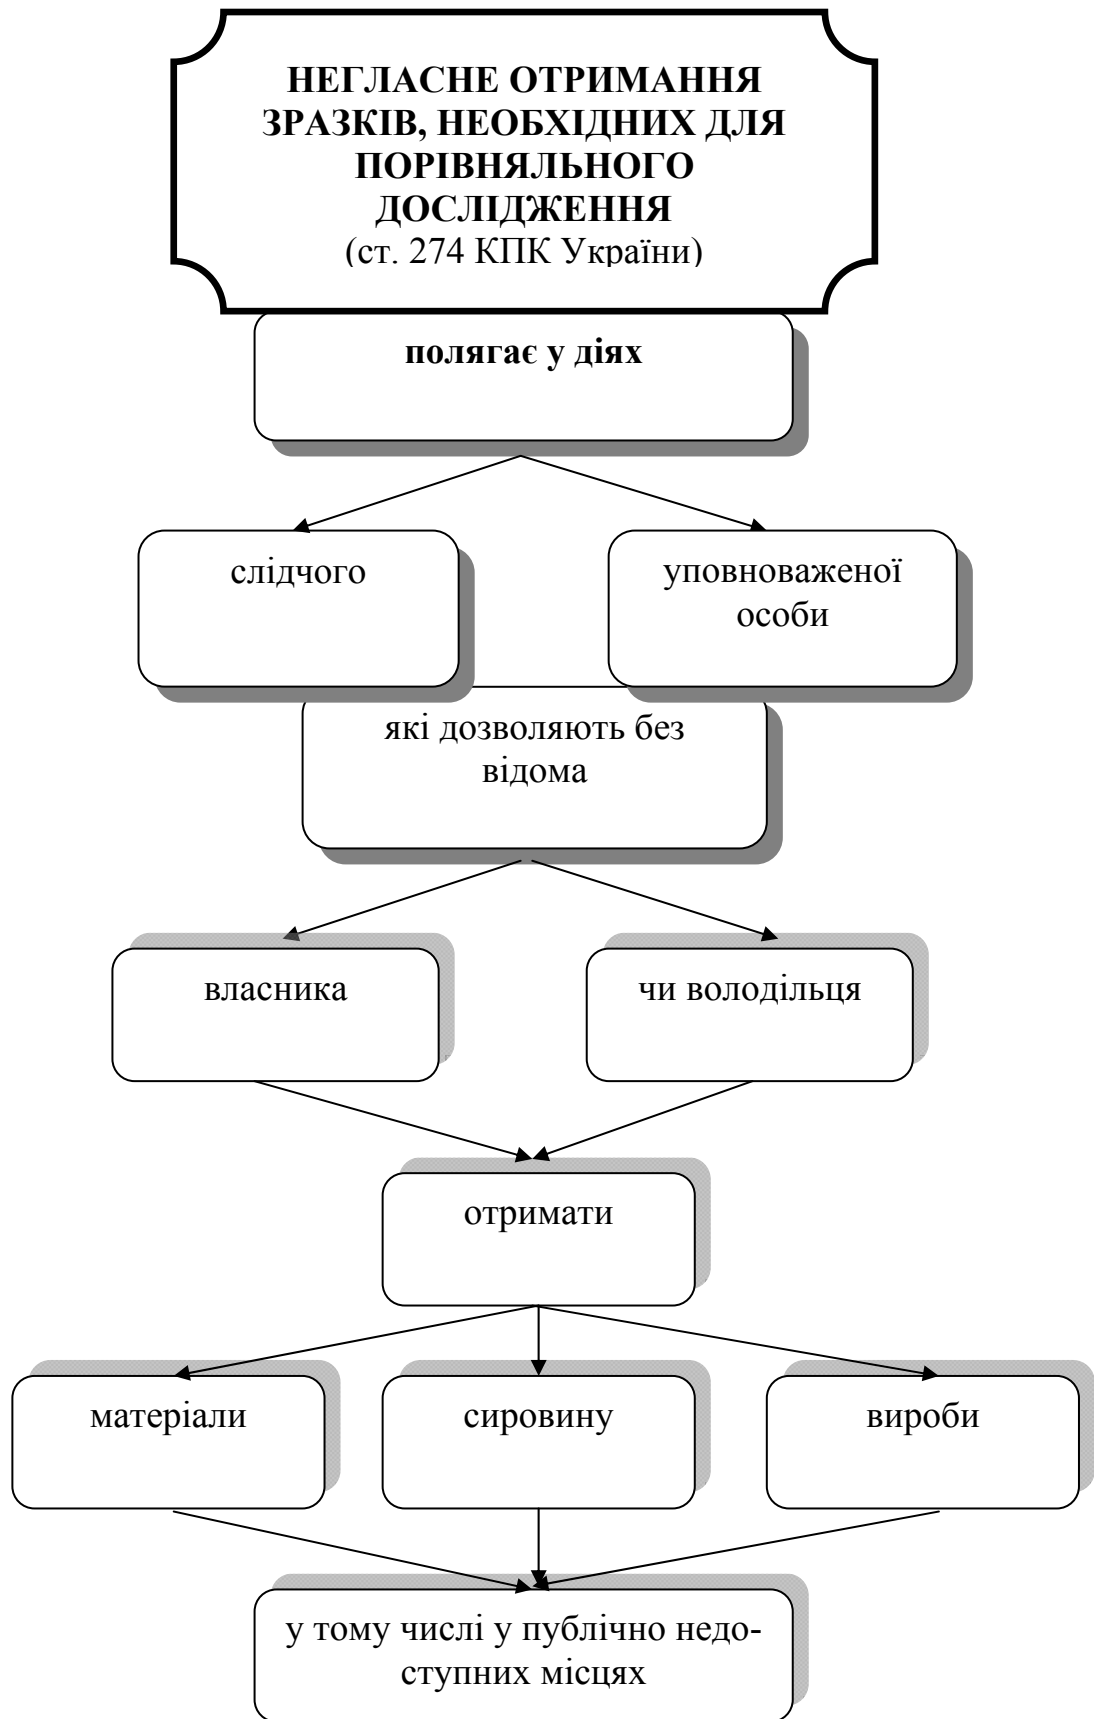 НЕГЛАСНЕ ОТРИМАННЯ
ЗРАЗКІВ, НЕОБХІДНИХ ДЛЯ
ПОРІВНЯЛЬНОГО
ДОСЛІДЖЕННЯ
(ст. 274 КПК України)
полягає у діях
слідчого
уповноваженої
особи
які дозволяють без
відома
власника
чи володільця
отримати
матеріали
сировину
вироби
у тому числі у публічно недо-
ступних місцях